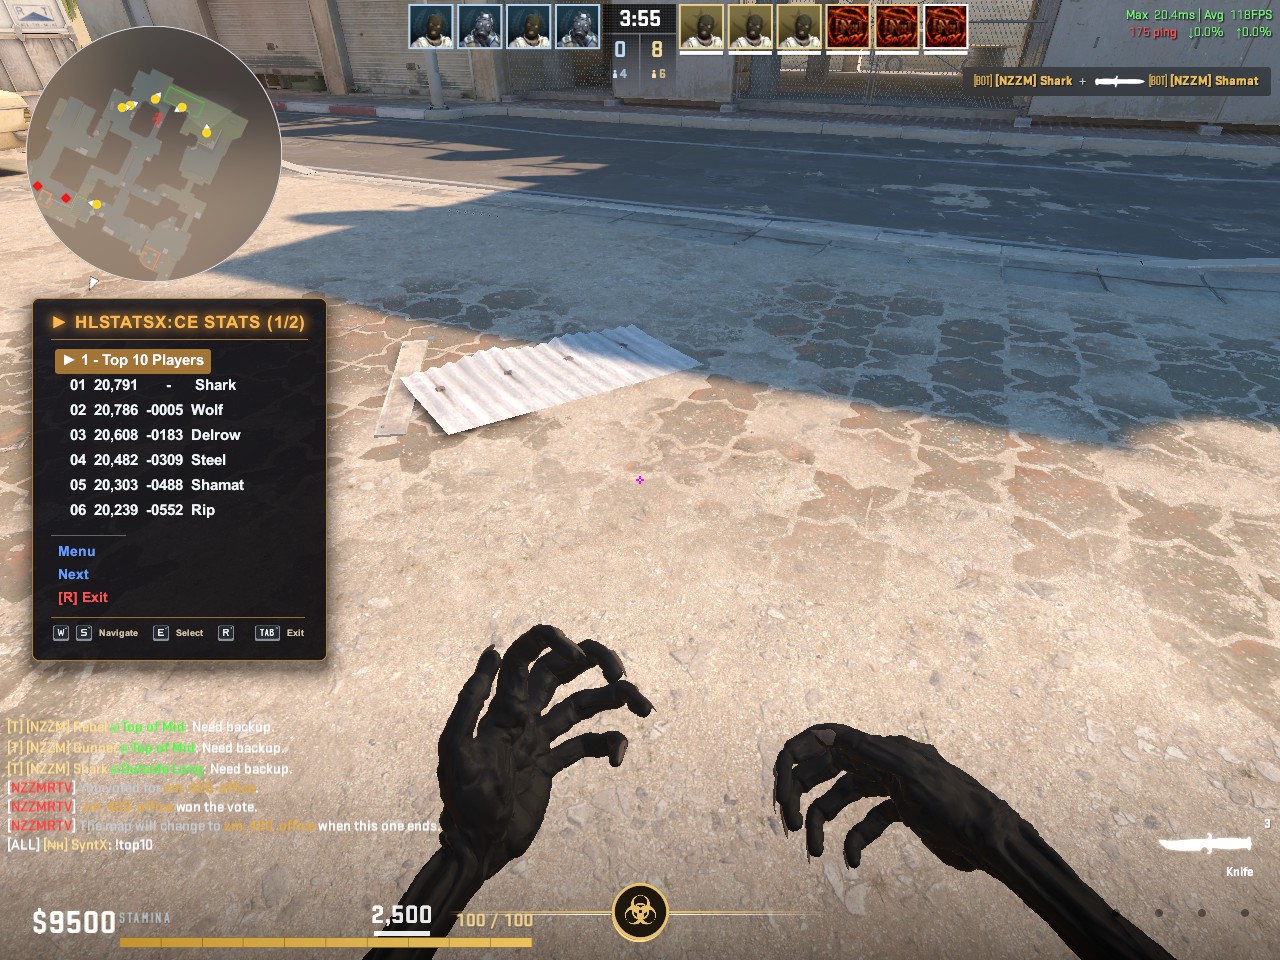 3:55
0 8
4 6
Max 20.4ms | Avg 118FPS
175 ping ↓0.0% ↑0.0%
[BOT] [NZZM] Shark + [BOT] [NZZM] Shamat
▶ HLSTATSX:CE STATS (1/2)
▶ 1 - Top 10 Players
01 20,791 - Shark
02 20,786 -0005 Wolf
03 20,608 -0183 Delrow
04 20,482 -0309 Steel
05 20,303 -0488 Shamat
06 20,239 -0552 Rip
Menu
Next
[R] Exit
W S Navigate E Select R TAB Exit
[T] [NZZM] Top of Mid: Need backup.
[T] [NZZM] Top of Mid: Need backup.
[T] [NZZM] Shark Outside Long: Need backup.
[NZZMRTV] You voted for
[NZZMRTV] won the vote.
[NZZMRTV] The map will change to when this one ends.
[ALL] [NH] SyntX: !top10
3
Knife
$9500 STAMINA 2,500 100 / 100